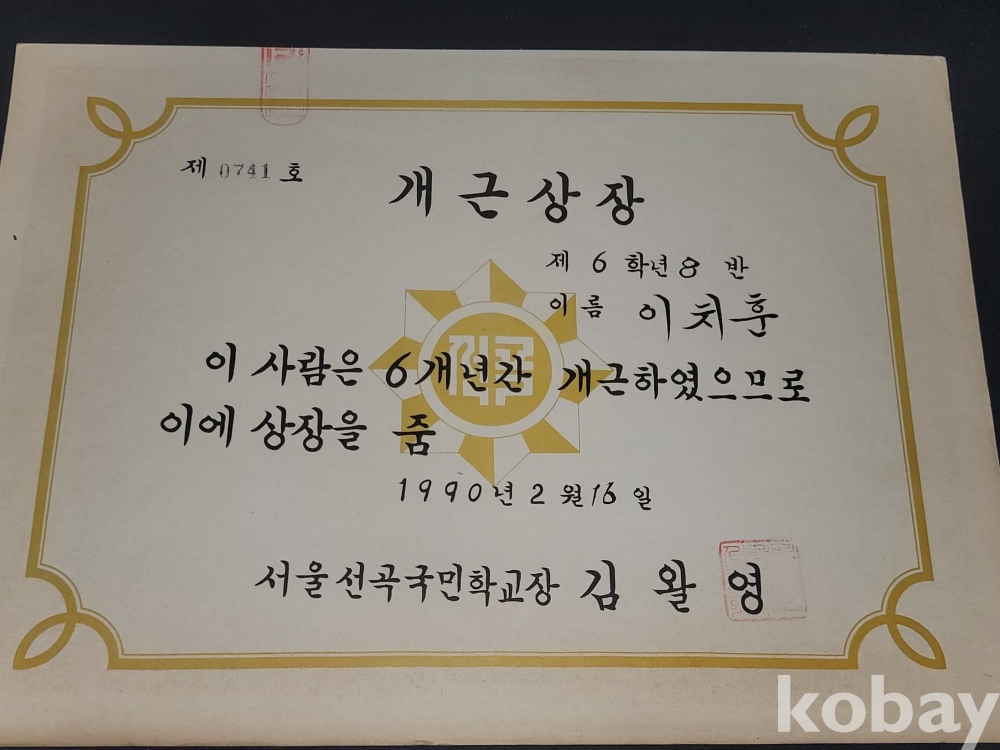 제 0741 호
개근상장
제 6 학년 8 반
이름 이치훈
이 사람은 6개년간 개근하였으므로
이에 상장을 줌
1990년 2월 16일
서울선곡국민학교장 김왈영
kobay